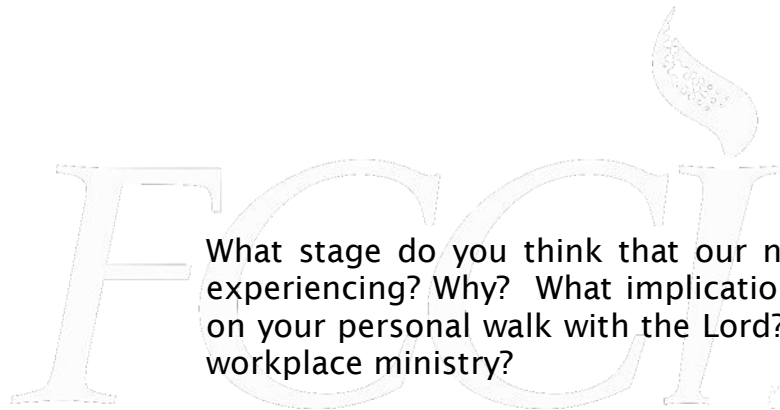 FCCI
What stage do you think that our n
experiencing? Why? What implicatio
on your personal walk with the Lord?
workplace ministry?